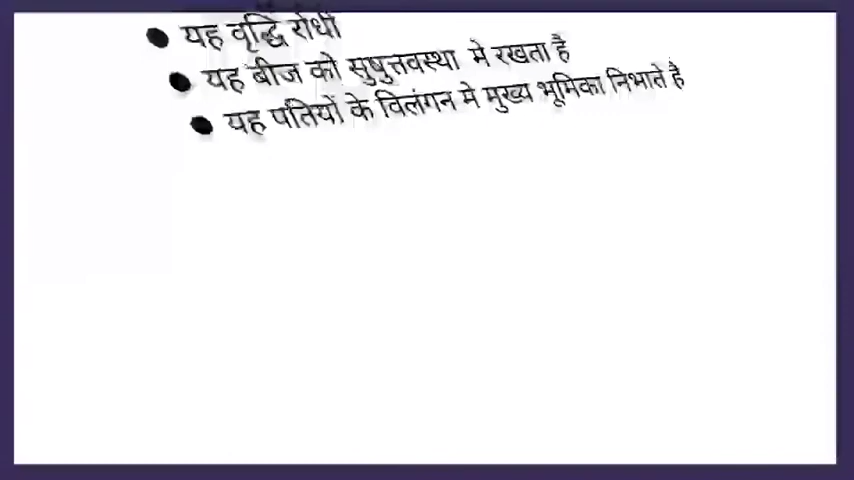 ● यह वृद्धि रोधी
● यह बीज को सुषुत्तवस्था मे रखता है
● यह पतियों के विलंगन मे मुख्य भूमिका निभाते है